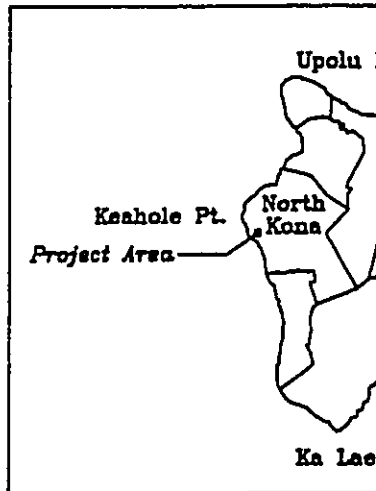 Upolu
North
Keahole Pt.
Kona
Project Area
Ka Lae